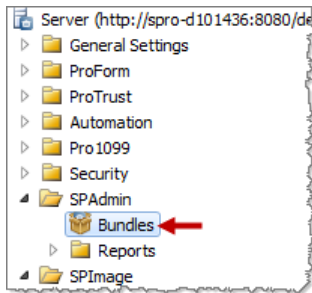 Server (http://spro-d101436:8080/de
General Settings
ProForm
ProTrust
Automation
Pro1099
Security
SPAdmin
Bundles
Reports
SPImage